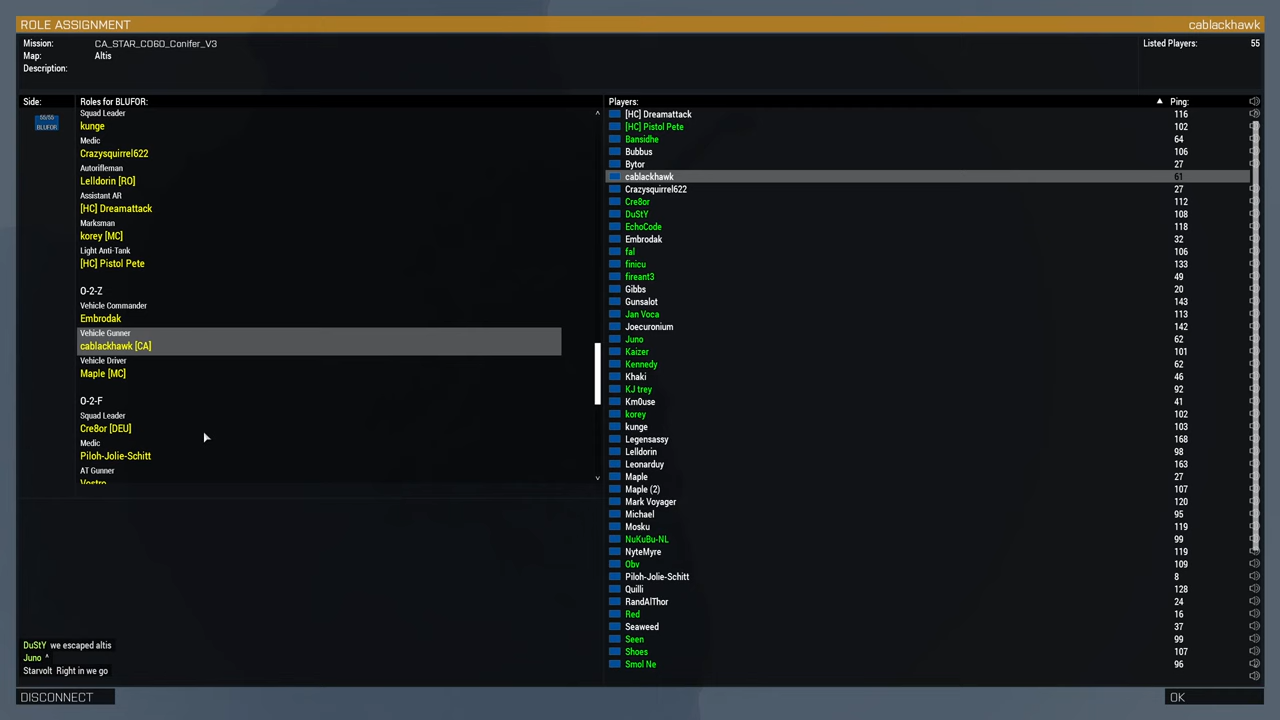 ROLE ASSIGNMENT
cablackhawk
Mission: CA_STAR_CO60_Conifer_V3
Map: Altis
Description:
Listed Players: 55
Side:
55/55
BLUFOR
Roles for BLUFOR:
Squad Leader
kunge
Medic
Crazysquirrel622
Autorifleman
Lelldorin [RO]
Assistant AR
[HC] Dreamattack
Marksman
korey [MC]
Light Anti-Tank
[HC] Pistol Pete
O-2-Z
Vehicle Commander
Embrodak
Vehicle Gunner
cablackhawk [CA]
Vehicle Driver
Maple [MC]
O-2-F
Squad Leader
Cre8or [DEU]
Medic
Piloh-Jolie-Schitt
AT Gunner
Vostro
Players: Ping:
[HC] Dreamattack 116
[HC] Pistol Pete 102
Bansidhe 64
Bubbus 106
Bytor 27
cablackhawk 61
Crazysquirrel622 27
Cre8or 112
DuStY 108
EchoCode 118
Embrodak 32
fal 106
finicu 133
fireant3 49
Gibbs 20
Gunsalot 143
Jan Voca 113
Joecuronium 142
Juno 62
Kaizer 101
Kennedy 62
Khaki 46
KJ trey 92
Km0use 41
korey 102
kunge 103
Legensassy 168
Lelldorin 98
Leonarduy 163
Maple 27
Maple (2) 107
Mark Voyager 120
Michael 95
Mosku 119
NuKuBu-NL 99
NyteMyre 119
Obv 109
Piloh-Jolie-Schitt 8
Quilli 128
RandAlThor 24
Red 16
Seaweed 37
Seen 99
Shoes 107
Smol Ne 96
DuStY we escaped altis
Juno ^
Starvolt Right in we go
DISCONNECT
OK